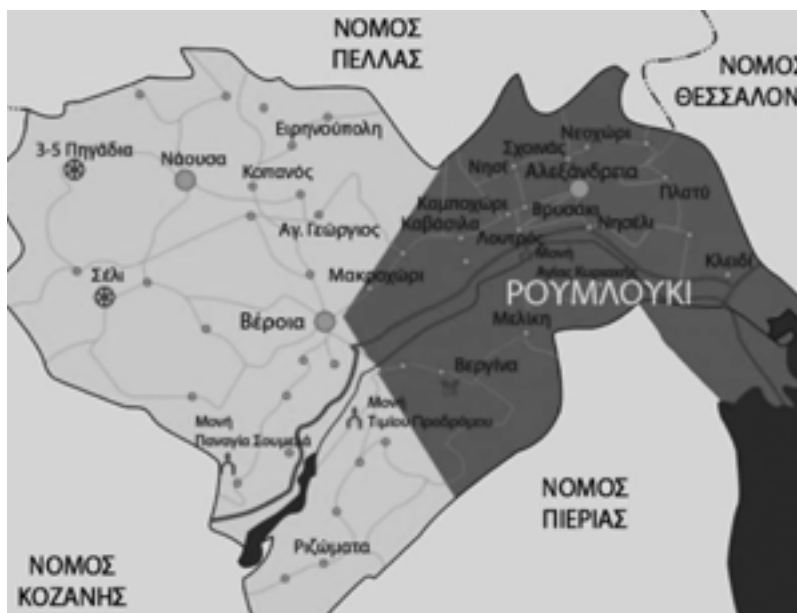 ΝΟΜΟΣ
ΠΕΛΛΑΣ
ΝΟΜΟΣ
ΘΕΣΣΑΛΟΝ
3-5 Πηγάδια
Νάουσα
Ειρηνούπολη
Κοπανός
Αγ. Γεώργιος
Νεοχώρι
Σχοινάς
Νησί
Αλεξάνδρεια
Πλατύ
Καμποχώρι
Καβάσιλα
Βρυσάκι
Νησέλι
Λουτρός
Μονή
Αγίας Κυριακής
Κλειδί
Μακροχώρι
Σέλι
ΡΟΥΜΛΟΥΚΙ
Βέροια
Μελίκη
Βεργίνα
Μονή
Τιμίου Προδρόμου
Μονή
Παναγία Σουμελά
ΝΟΜΟΣ
ΠΙΕΡΙΑΣ
Ριζώματα
ΝΟΜΟΣ
ΚΟΖΑΝΗΣ